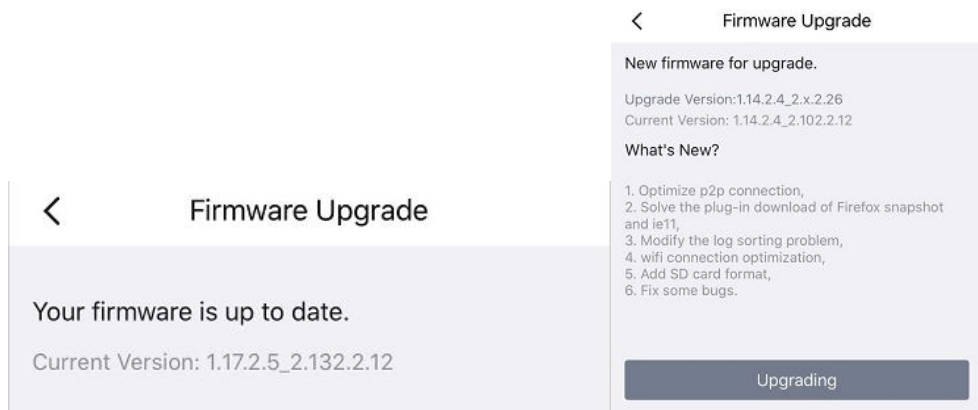 Firmware Upgrade
Your firmware is up to date.
Current Version: 1.17.2.5_2.132.2.12
Firmware Upgrade
New firmware for upgrade.
Upgrade Version:1.14.2.4_2.x.2.26
Current Version: 1.14.2.4_2.102.2.12
What's New?
1. Optimize p2p connection,
2. Solve the plug-in download of Firefox snapshot
and ie11,
3. Modify the log sorting problem,
4. wifi connection optimization,
5. Add SD card format,
6. Fix some bugs.
Upgrading